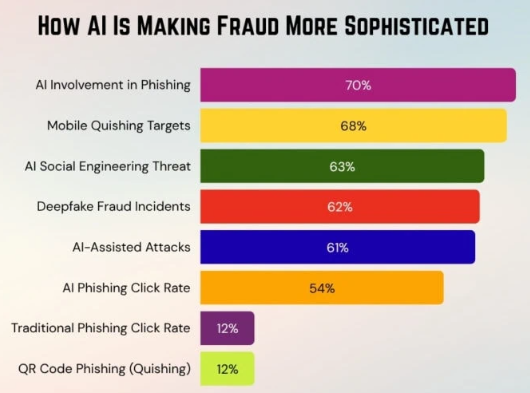 How AI Is Making Fraud More Sophisticated
AI Involvement in Phishing 70%
Mobile Quishing Targets 68%
AI Social Engineering Threat 63%
Deepfake Fraud Incidents 62%
AI-Assisted Attacks 61%
AI Phishing Click Rate 54%
Traditional Phishing Click Rate 12%
QR Code Phishing (Quishing) 12%